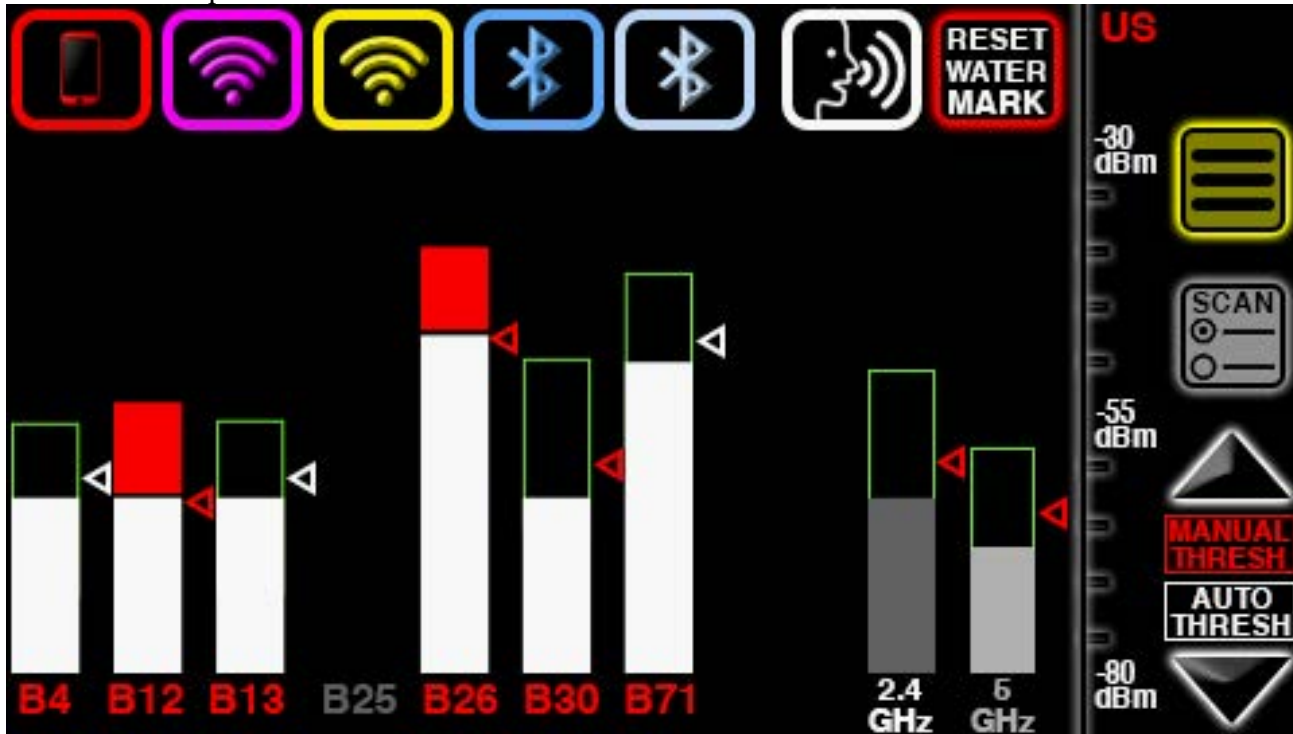 RESET
WATER
MARK
US
-30
dBm
SCAN
-55
dBm
MANUAL
THRESH
AUTO
THRESH
-80
dBm
B4 B12 B13 B25 B26 B30 B71
2.4
GHz
5
GHz